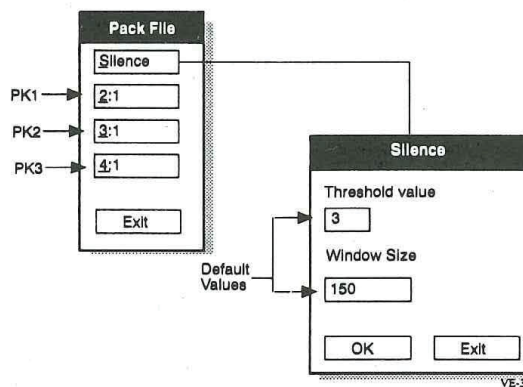 Pack File
Silence
PK1
2:1
PK2
3:1
PK3
4:1
Exit
Silence
Threshold value
3
Default
Values
Window Size
150
OK
Exit